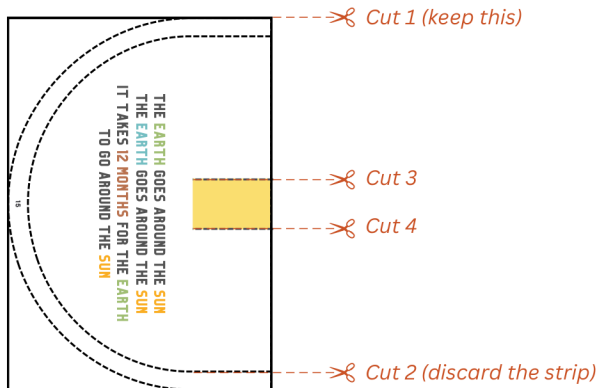 Cut 1 (keep this)
THE EARTH GOES AROUND THE SUN
THE EARTH GOES AROUND THE SUN
IT TAKES 12 MONTHS FOR THE EARTH
TO GO AROUND THE SUN
Cut 3
Cut 4
15
Cut 2 (discard the strip)